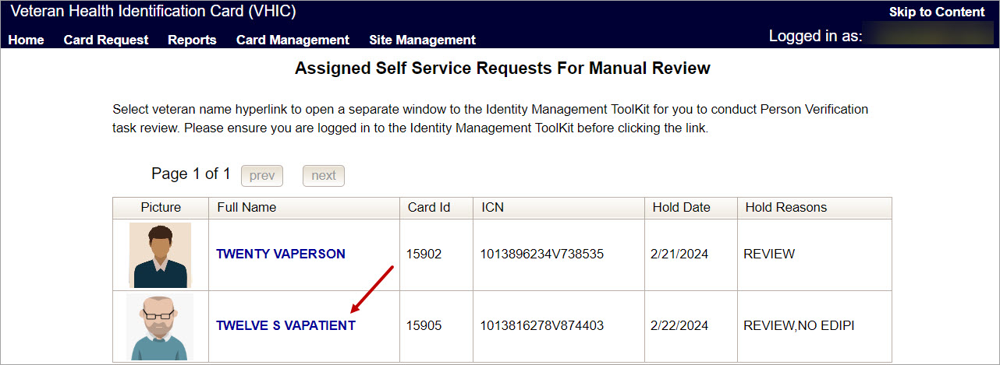 Veteran Health Identification Card (VHIC)
Skip to Content
Home Card Request Reports Card Management Site Management
Logged in as:
Assigned Self Service Requests For Manual Review
Select veteran name hyperlink to open a separate window to the Identity Management ToolKit for you to conduct Person Verification
task review. Please ensure you are logged in to the Identity Management ToolKit before clicking the link.
Page 1 of 1 prev next
Picture Full Name Card Id ICN Hold Date Hold Reasons
TWENTY VAPERSON 15902 1013896234V738535 2/21/2024 REVIEW
TWELVE S VAPATIENT 15905 1013816278V874403 2/22/2024 REVIEW,NO EDIPI